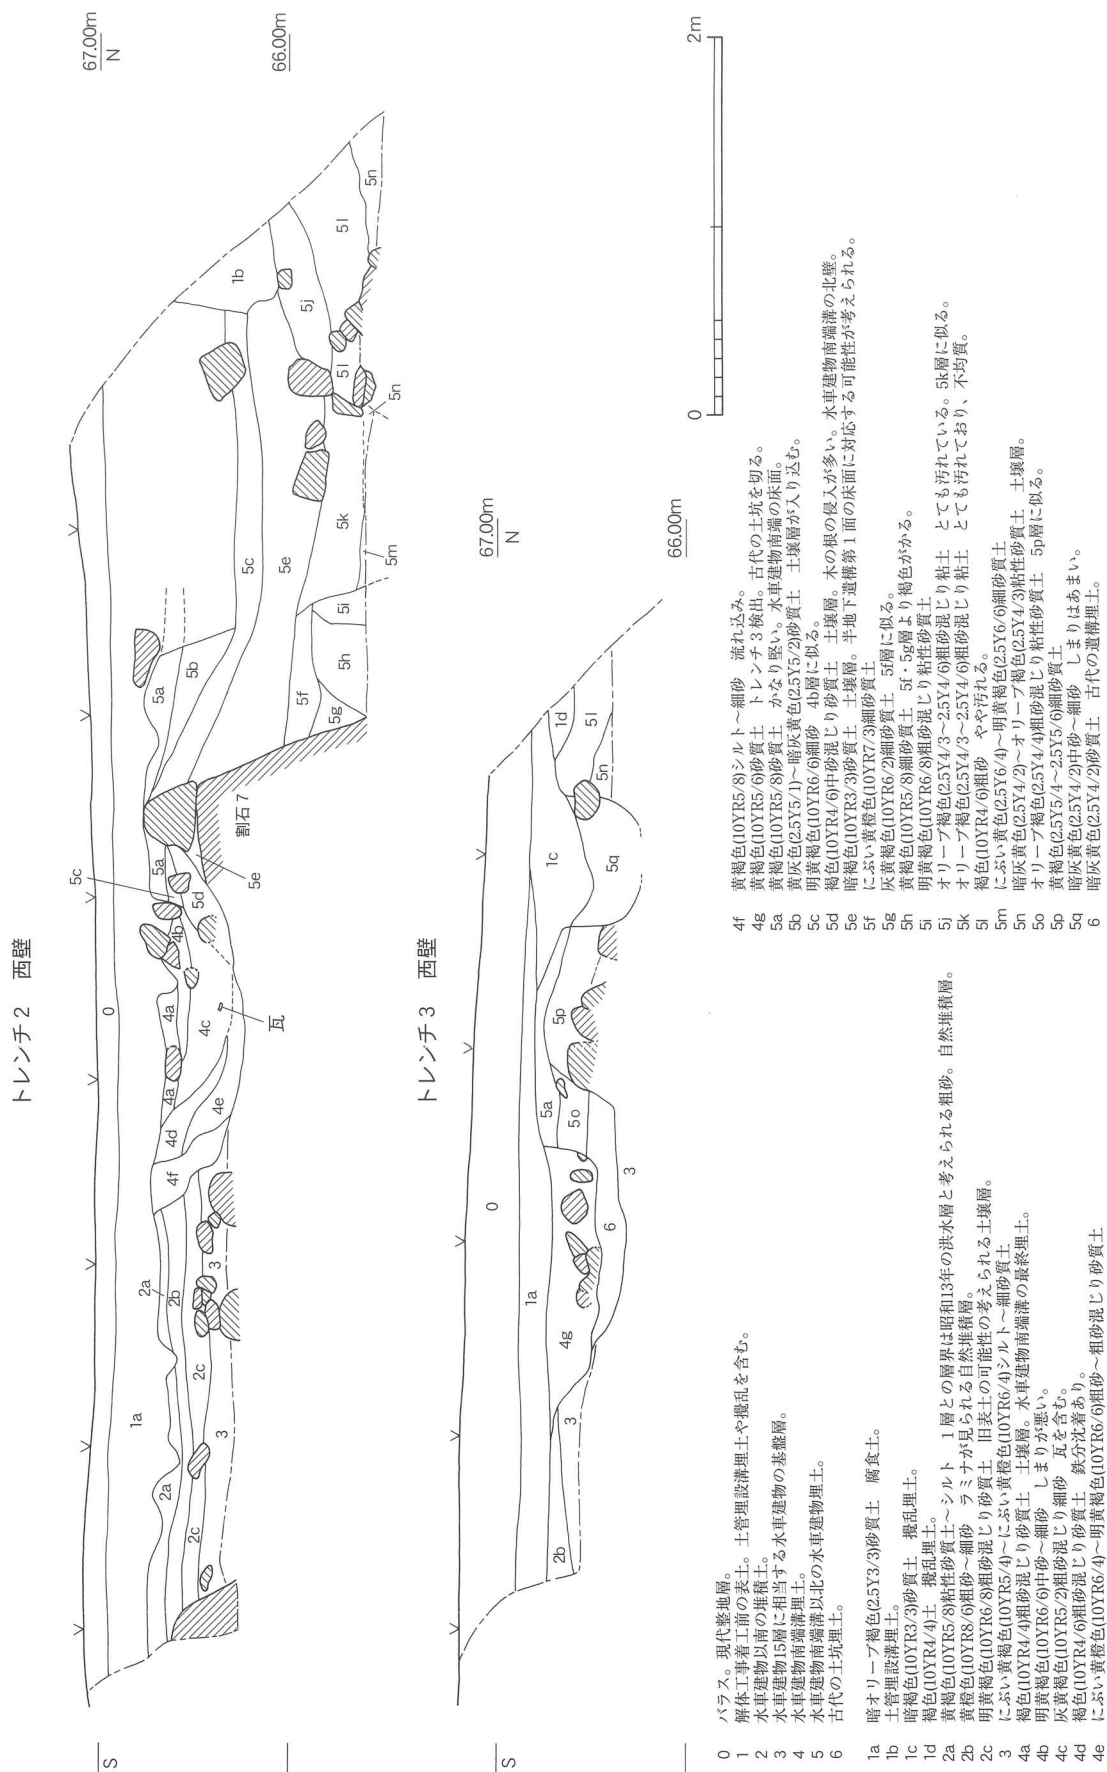 トレンチ2　西壁
67.00m
N
66.00m
S
0
1a
2a
2a
2b
2c
2c
3
3
4f
4d
4e
4a
4a
4c
4b
瓦
5c
5a
5d
5e
割石7
5a
5b
5c
5e
5f
5g
5h
5i
5k
5m
5n
5l
5j
5l
5n
1b
トレンチ3　西壁
67.00m
N
66.00m
S
0
1a
2b
3
4g
6
3
5a
5o
5p
1c
5q
1d
5l
5n
0
2m
0　バラス。現代整地層。
1　解体工事着工前の表土。土管埋設溝埋土や攪乱を含む。
2　水車建物以南の堆積土。
3　水車建物15層に相当する水車建物の基盤層。
4　水車建物南端溝埋土。
5　水車建物南端溝以北の水車建物埋土。
6　古代の土坑埋土。
1a　暗オリーブ褐色(2.5Y3/3)砂質土　腐食土。
1b　土管埋設溝埋土。
1c　暗褐色(10YR3/3)砂質土　攪乱埋土。
1d　褐色(10YR4/4)土　攪乱埋土。
2a　黄褐色(10YR5/8)粘性砂質土～シルト　1層との層界は昭和13年の洪水層と考えられる粗砂。自然堆積層。
2b　黄橙色(10YR8/6)粗砂～細砂　ラミナが見られる自然堆積層。
2c　明黄褐色(10YR6/8)粗砂混じり砂質土　旧表土の可能性の考えられる土壌層。
3　にぶい黄褐色(10YR5/4)～にぶい黄橙色(10YR6/4)シルト～細砂質土
4a　褐色(10YR4/4)粗砂混じり砂質土　土壌層。水車建物南端溝の最終埋土。
4b　明黄褐色(10YR6/6)中砂～細砂　しまりが悪い。
4c　灰黄褐色(10YR5/2)粗砂混じり細砂　瓦を含む。
4d　褐色(10YR4/6)粗砂混じり砂質土　鉄分沈着あり。
4e　にぶい黄橙色(10YR6/4)～明黄褐色(10YR6/6)粗砂～粗砂混じり砂質土
4f　黄褐色(10YR5/8)シルト～細砂　流れ込み。
4g　黄褐色(10YR5/6)砂質土　トレンチ3検出。古代の土坑を切る。
5a　黄褐色(10YR5/8)砂質土　かなり堅い。水車建物南端の床面。
5b　黄灰色(2.5Y5/1)～暗灰黄色(2.5Y5/2)砂質土　土壌層が入り込む。
5c　明黄褐色(10YR6/6)細砂　4b層に似る。
5d　褐色(10YR4/6)中砂混じり砂質土　土壌層。木の根の侵入が多い。水車建物南端溝の北壁。
5e　暗褐色(10YR3/3)砂質土　土壌層。半地下遺構第1面の床面に対応する可能性が考えられる。
5f　にぶい黄橙色(10YR7/3)細砂質土
5g　灰黄褐色(10YR6/2)細砂質土　5f層に似る。
5h　黄褐色(10YR5/8)細砂質土　5f・5g層より褐色がかる。
5i　明黄褐色(10YR6/8)粗砂混じり粘性砂質土
5j　オリーブ褐色(2.5Y4/3～2.5Y4/6)粗砂混じり粘土　とても汚れている。5k層に似る。
5k　オリーブ褐色(2.5Y4/3～2.5Y4/6)粗砂混じり粘土　とても汚れており、不均質。
5l　褐色(10YR4/6)粗砂　やや汚れる。
5m　にぶい黄色(2.5Y6/4)～明黄褐色(2.5Y6/6)細砂質土
5n　暗灰黄色(2.5Y4/2)～オリーブ褐色(2.5Y4/3)粘性砂質土　土壌層。
5o　オリーブ褐色(2.5Y4/4)粗砂混じり粘性砂質土　5p層に似る。
5p　黄褐色(2.5Y5/4～2.5Y5/6)細砂質土
5q　暗灰黄色(2.5Y4/2)中砂～細砂　しまりはあまい。
6　暗灰黄色(2.5Y4/2)砂質土　古代の遺構埋土。